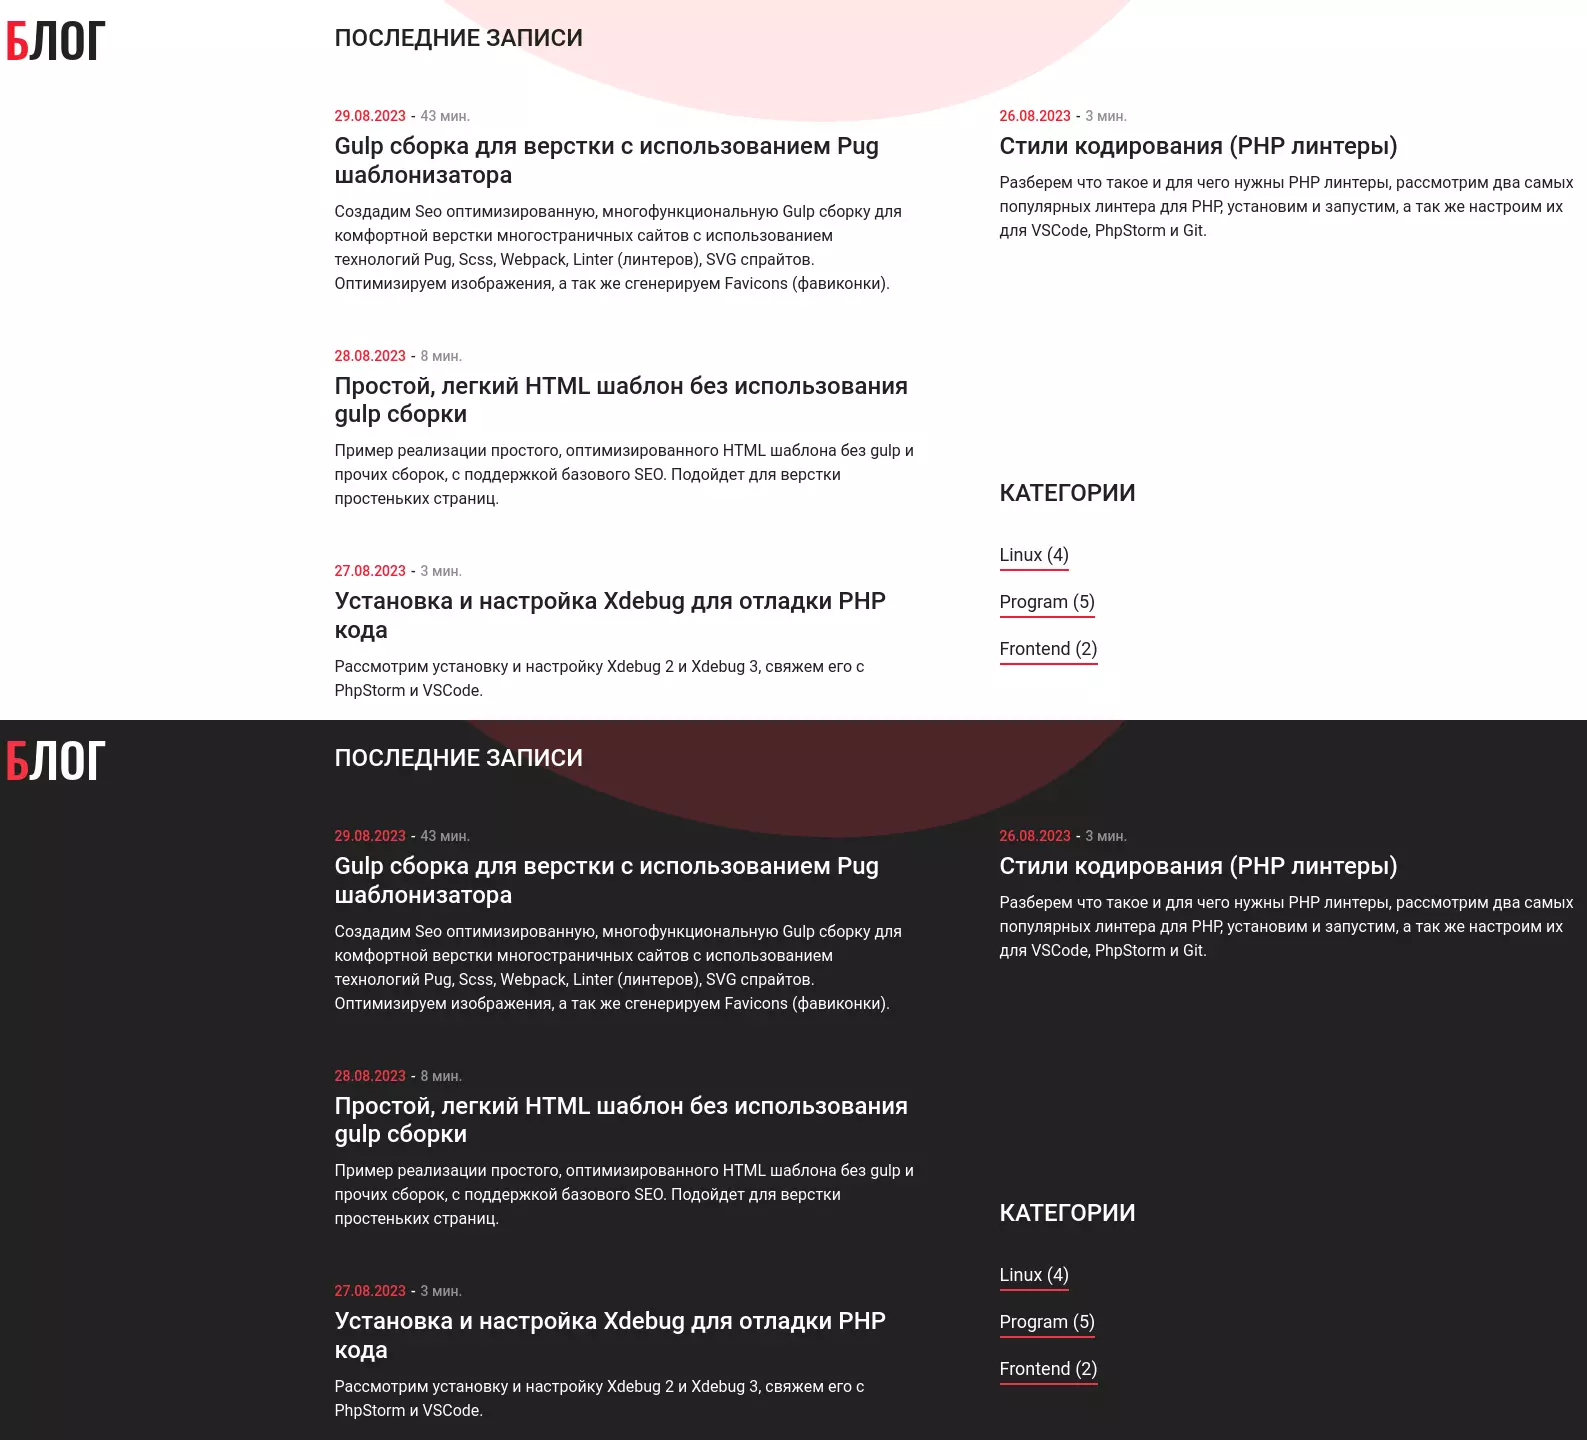 БЛОГ
ПОСЛЕДНИЕ ЗАПИСИ
29.08.2023 - 43 мин.
Gulp сборка для верстки с использованием Pug
шаблонизатора
Создадим Seo оптимизированную, многофункциональную Gulp сборку для
комфортной верстки многостраничных сайтов с использованием
технологий Pug, Scss, Webpack, Linter (линтеров), SVG спрайтов.
Оптимизируем изображения, а так же сгенерируем Favicons (фавиконки).
28.08.2023 - 8 мин.
Простой, легкий HTML шаблон без использования
gulp сборки
Пример реализации простого, оптимизированного HTML шаблона без gulp и
прочих сборок, с поддержкой базового SEO. Подойдет для верстки
простеньких страниц.
27.08.2023 - 3 мин.
Установка и настройка Xdebug для отладки PHP
кода
Рассмотрим установку и настройку Xdebug 2 и Xdebug 3, свяжем его с
PhpStorm и VSCode.
26.08.2023 - 3 мин.
Стили кодирования (PHP линтеры)
Разберем что такое и для чего нужны PHP линтеры, рассмотрим два самых
популярных линтера для PHP, установим и запустим, а так же настроим их
для VSCode, PhpStorm и Git.
КАТЕГОРИИ
Linux (4)
Program (5)
Frontend (2)
БЛОГ
ПОСЛЕДНИЕ ЗАПИСИ
29.08.2023 - 43 мин.
Gulp сборка для верстки с использованием Pug
шаблонизатора
Создадим Seo оптимизированную, многофункциональную Gulp сборку для
комфортной верстки многостраничных сайтов с использованием
технологий Pug, Scss, Webpack, Linter (линтеров), SVG спрайтов.
Оптимизируем изображения, а так же сгенерируем Favicons (фавиконки).
28.08.2023 - 8 мин.
Простой, легкий HTML шаблон без использования
gulp сборки
Пример реализации простого, оптимизированного HTML шаблона без gulp и
прочих сборок, с поддержкой базового SEO. Подойдет для верстки
простеньких страниц.
27.08.2023 - 3 мин.
Установка и настройка Xdebug для отладки PHP
кода
Рассмотрим установку и настройку Xdebug 2 и Xdebug 3, свяжем его с
PhpStorm и VSCode.
26.08.2023 - 3 мин.
Стили кодирования (PHP линтеры)
Разберем что такое и для чего нужны PHP линтеры, рассмотрим два самых
популярных линтера для PHP, установим и запустим, а так же настроим их
для VSCode, PhpStorm и Git.
КАТЕГОРИИ
Linux (4)
Program (5)
Frontend (2)